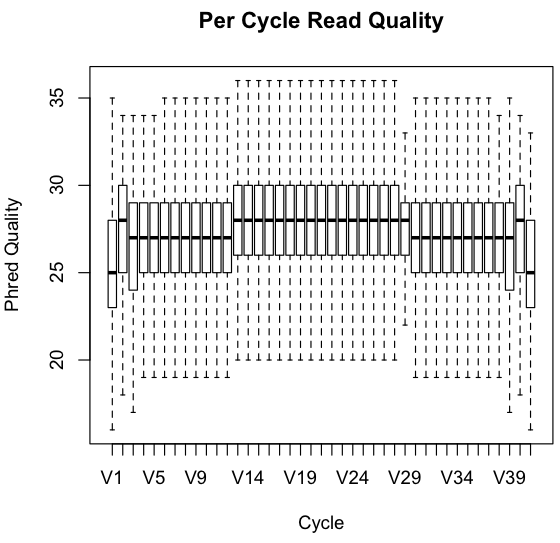 Per Cycle Read Quality
Phred Quality
35
30
25
20
V1 V5 V9 V14 V19 V24 V29 V34 V39
Cycle